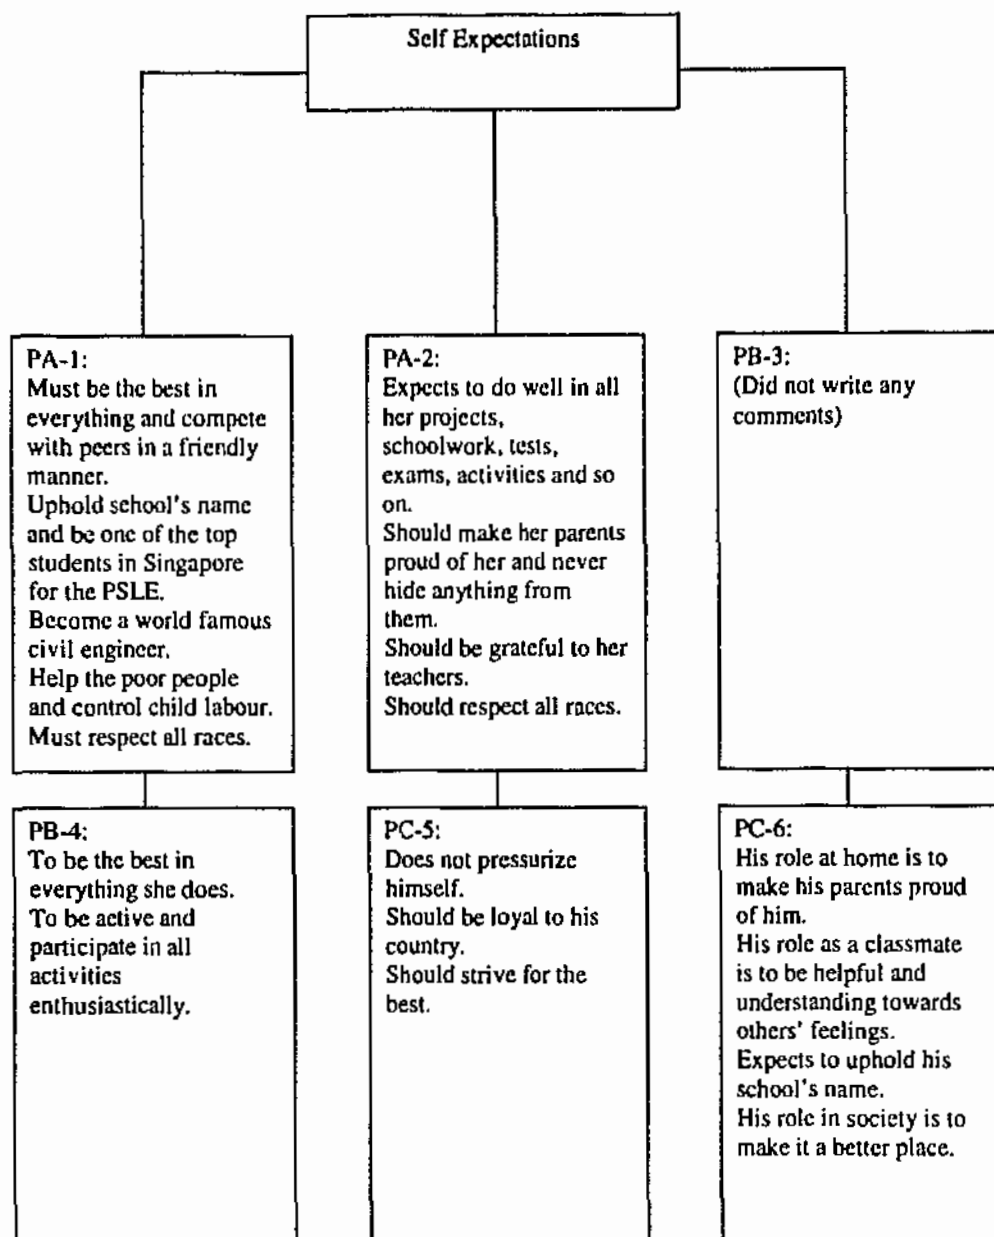 Self Expectations
PA-1:
Must be the best in
everything and compete
with peers in a friendly
manner.
Uphold school's name
and be one of the top
students in Singapore
for the PSLE.
Become a world famous
civil engineer.
Help the poor people
and control child labour.
Must respect all races.
PA-2:
Expects to do well in all
her projects,
schoolwork, tests,
exams, activities and so
on.
Should make her parents
proud of her and never
hide anything from
them.
Should be grateful to her
teachers.
Should respect all races.
PB-3:
(Did not write any
comments)
PB-4:
To be the best in
everything she does.
To be active and
participate in all
activities
enthusiastically.
PC-5:
Does not pressurize
himself.
Should be loyal to his
country.
Should strive for the
best.
PC-6:
His role at home is to
make his parents proud
of him.
His role as a classmate
is to be helpful and
understanding towards
others' feelings.
Expects to uphold his
school's name.
His role in society is to
make it a better place.